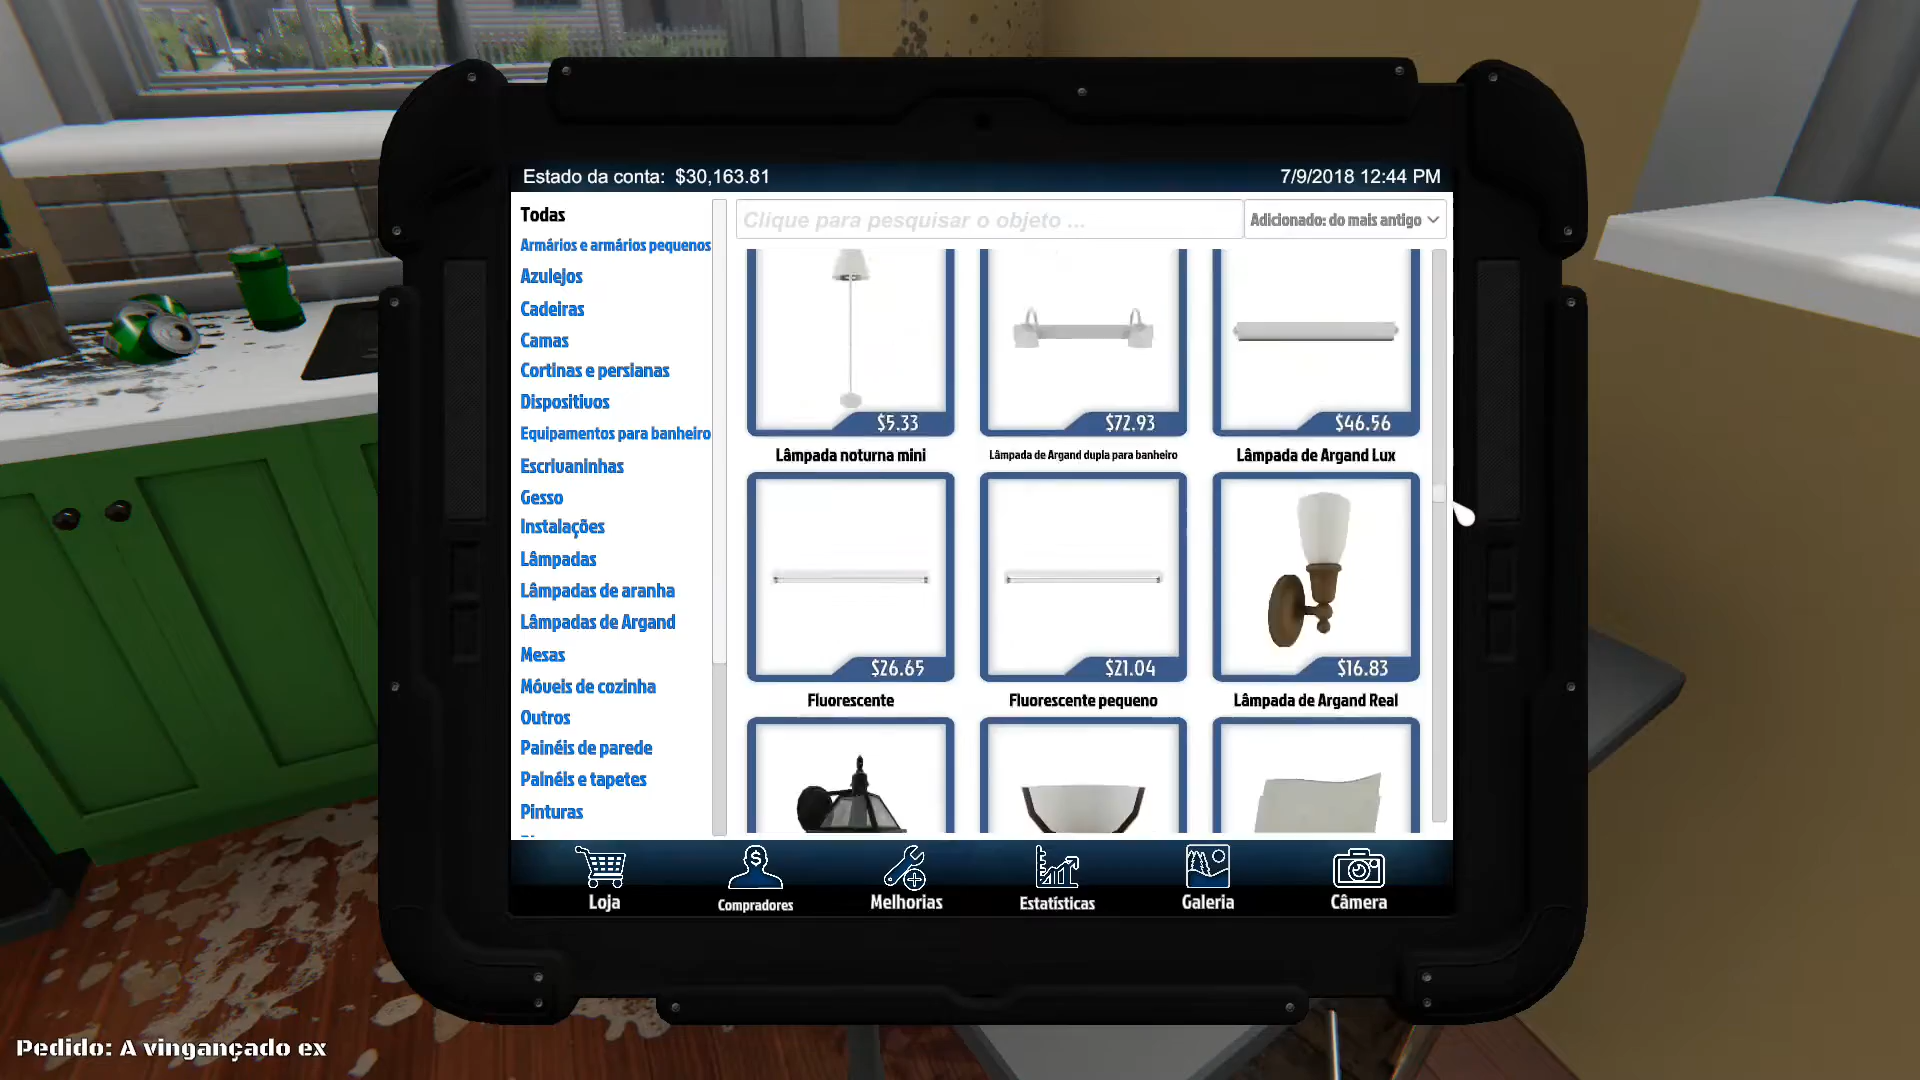 Estado da conta: $30,163.81
7/9/2018 12:44 PM
Todas
Armários e armários pequenos
Azulejos
Cadeiras
Camas
Cortinas e persianas
Dispositivos
Equipamentos para banheiro
Escrivaninhas
Gesso
Instalações
Lâmpadas
Lâmpadas de aranha
Lâmpadas de Argand
Mesas
Móveis de cozinha
Outros
Painéis de parede
Painéis e tapetes
Pinturas
Clique para pesquisar o objeto ...
Adicionado: do mais antigo
$5.33
$72.93
$46.56
Lâmpada noturna mini
Lâmpada de Argand dupla para banheiro
Lâmpada de Argand Lux
$26.65
$21.04
$16.83
Fluorescente
Fluorescente pequeno
Lâmpada de Argand Real
Loja
Compradores
Melhorias
Estatísticas
Galeria
Câmera
Pedido: A vingançado ex